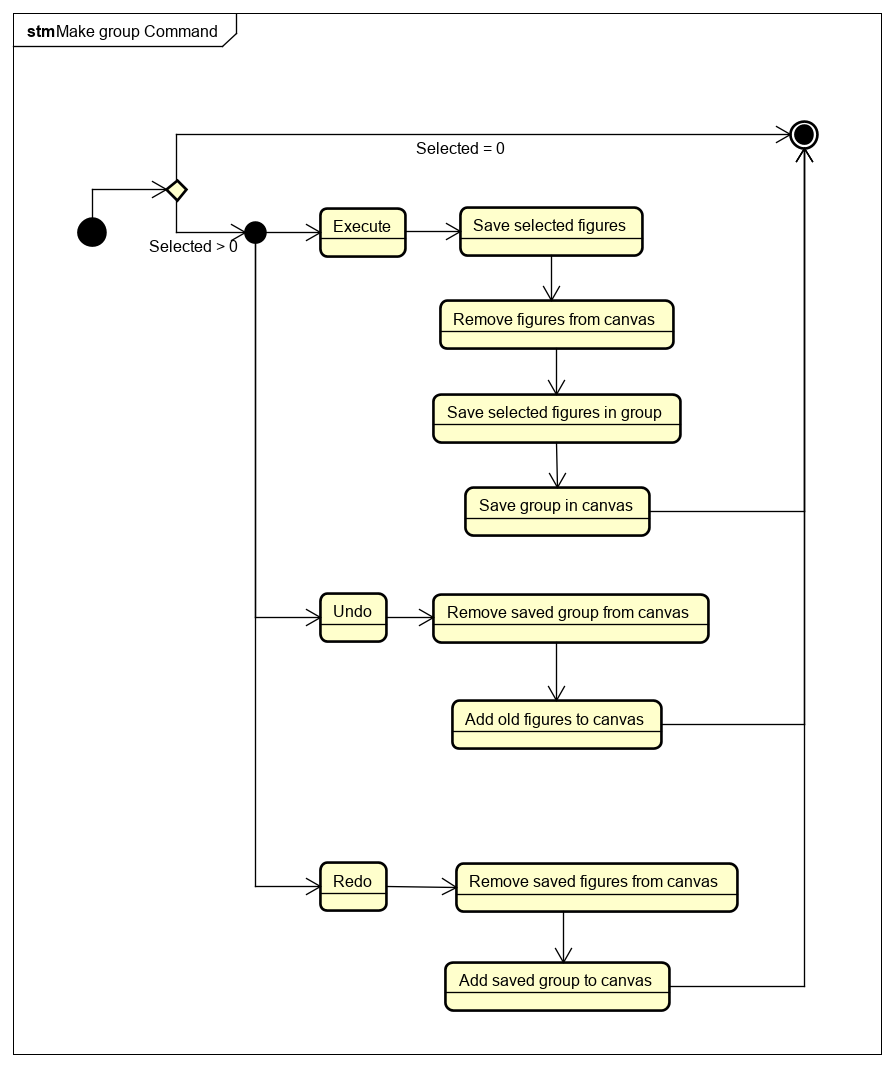 stm Make group Command
Selected = 0
Selected > 0
Execute
Save selected figures
Remove figures from canvas
Save selected figures in group
Save group in canvas
Undo
Remove saved group from canvas
Add old figures to canvas
Redo
Remove saved figures from canvas
Add saved group to canvas